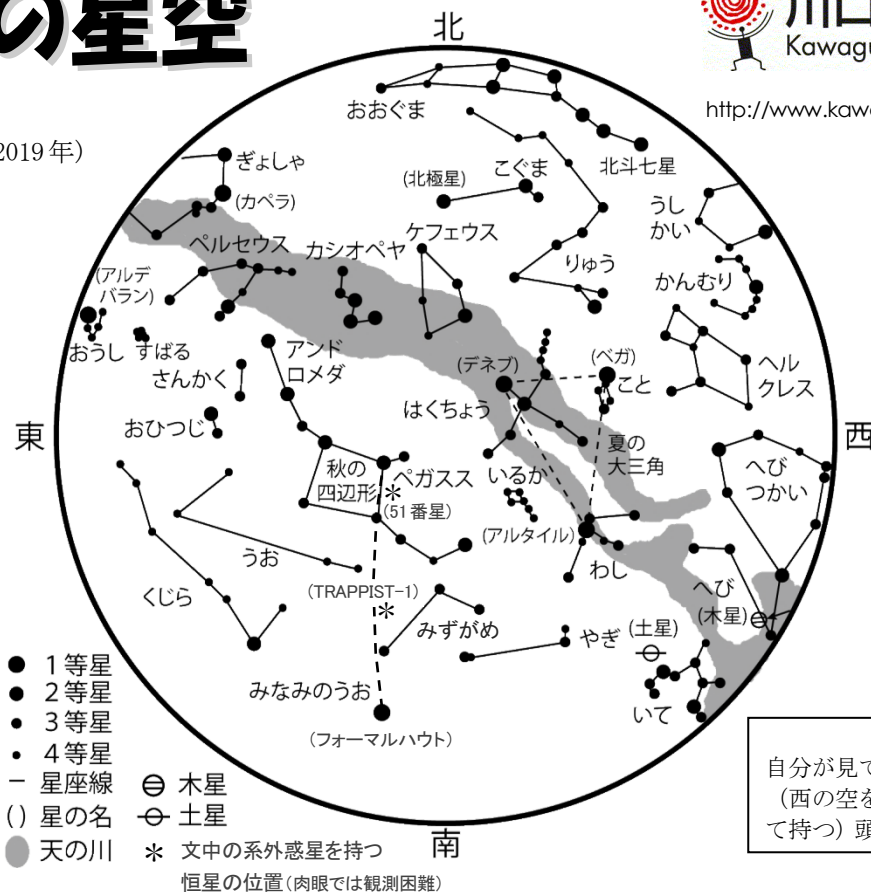 の星空
川口
Kawagu
http://www.kawa
2019年)
北
おおぐま
北斗七星
ぎょしゃ
(カペラ)
(北極星)
こぐま
うし
かい
ペルセウス
カシオペヤ
ケフェウス
りゅう
かんむり
(アルデ
バラン)
おうし
すばる
さんかく
アンド
ロメダ
(デネブ)
(ベガ)
こと
ヘル
クレス
おひつじ
はくちょう
東
西
夏の
大三角
秋の
四辺形
ペガスス
(51番星)
いるか
へび
つかい
(アルタイル)
わし
うお
くじら
(TRAPPIST-1)
みずがめ
へび
(木星)
やぎ
(土星)
みなみのうお
(フォーマルハウト)
いて
南
1等星
2等星
3等星
4等星
星座線
木星
() 星の名
土星
天の川
* 文中の系外惑星を持つ
恒星の位置(肉眼では観測困難)
自分が見て
(西の空を
て持つ) 頭